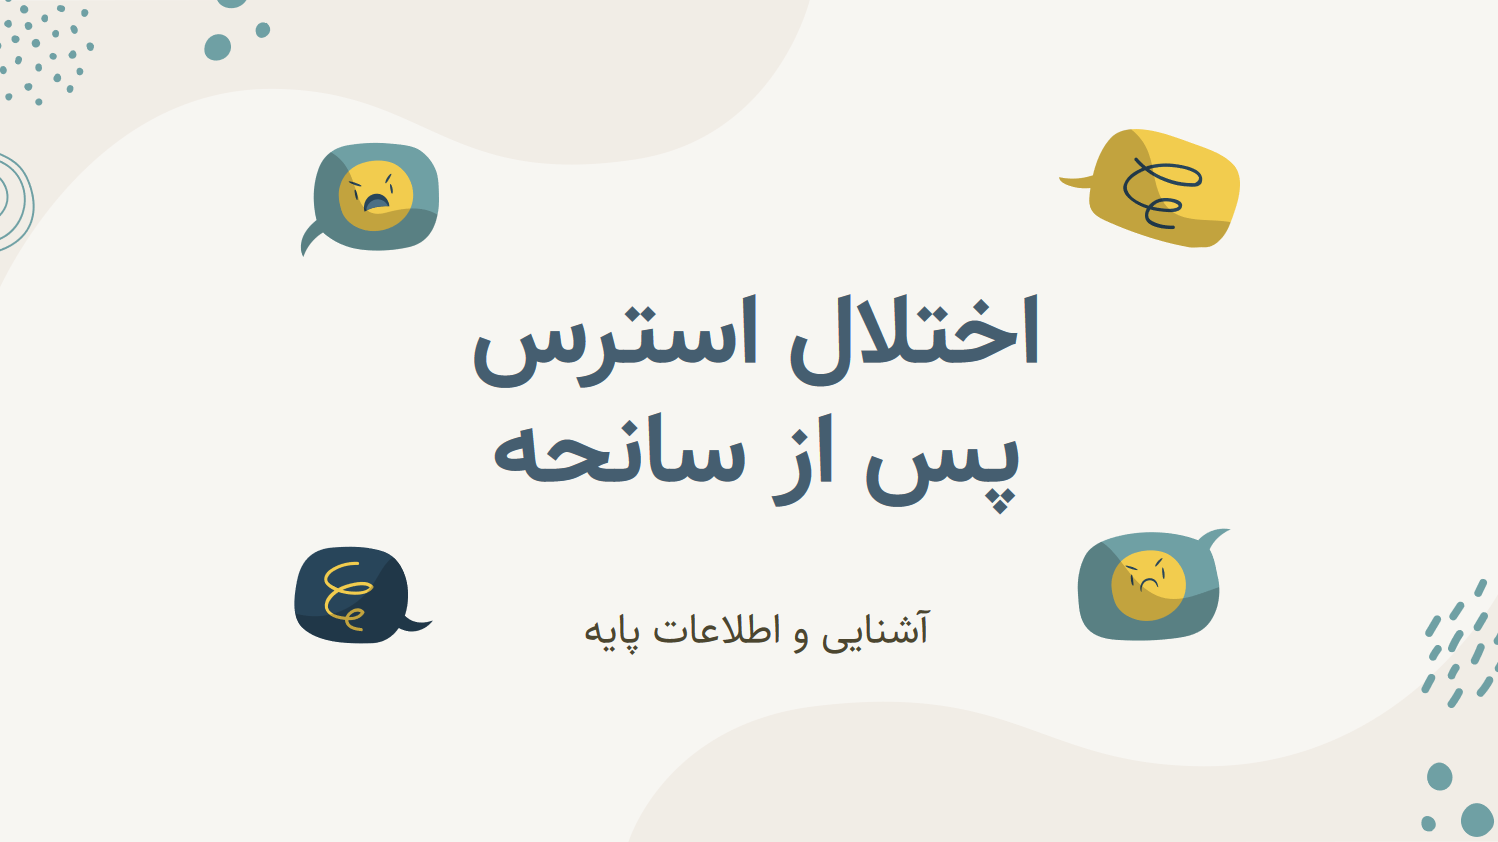 اختلال استرس
پس از سانحه
آشنایی و اطلاعات پایه